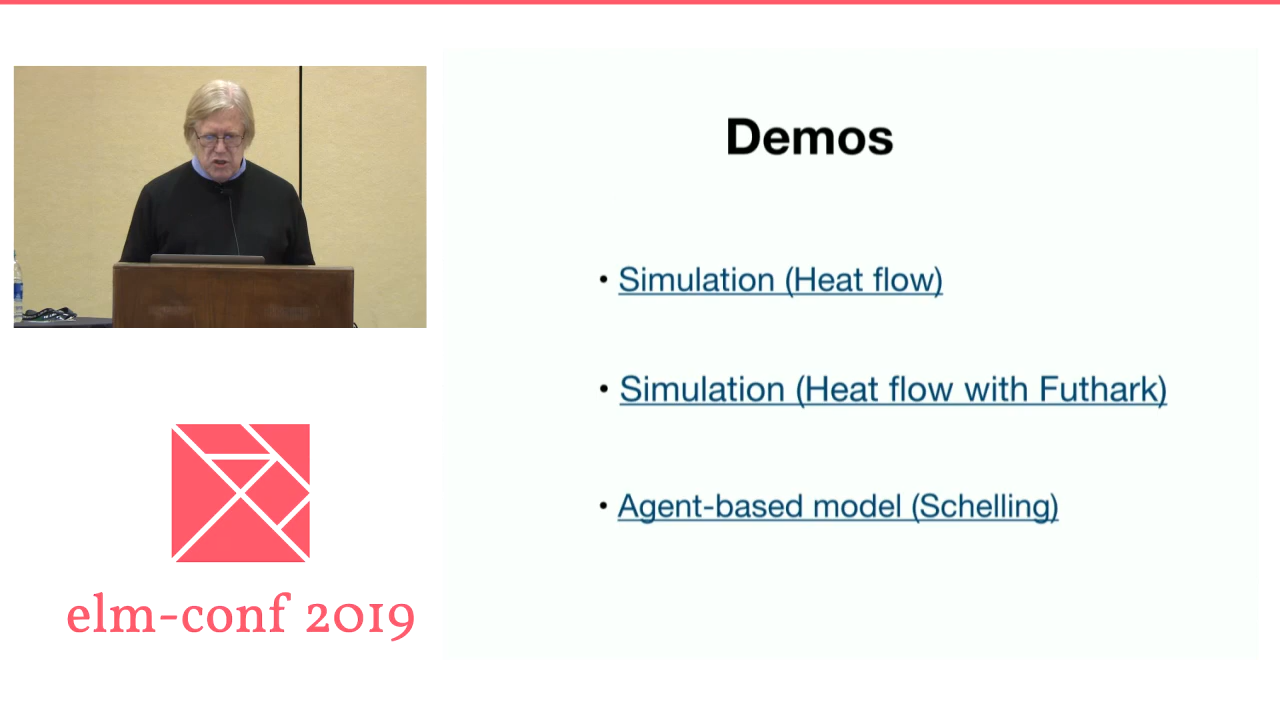 Demos
• Simulation (Heat flow)
• Simulation (Heat flow with Futhark)
• Agent-based model (Schelling)
elm-conf 2019